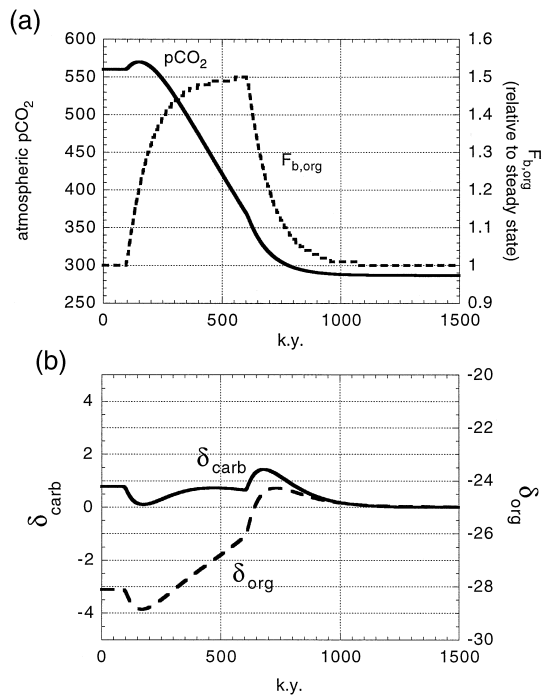 (a)
600
550
500
450
400
350
300
250
atmospheric pCO2
pCO2
Fb,org
1.6
1.5
1.4
1.3
1.2
1.1
1
0.9
Fb,org
(relative to steady state)
0 500 1000 1500
k.y.
(b)
4
2
0
-2
-4
δcarb
δcarb
δorg
-20
-22
-24
-26
-28
-30
δorg
0 500 1000 1500
k.y.